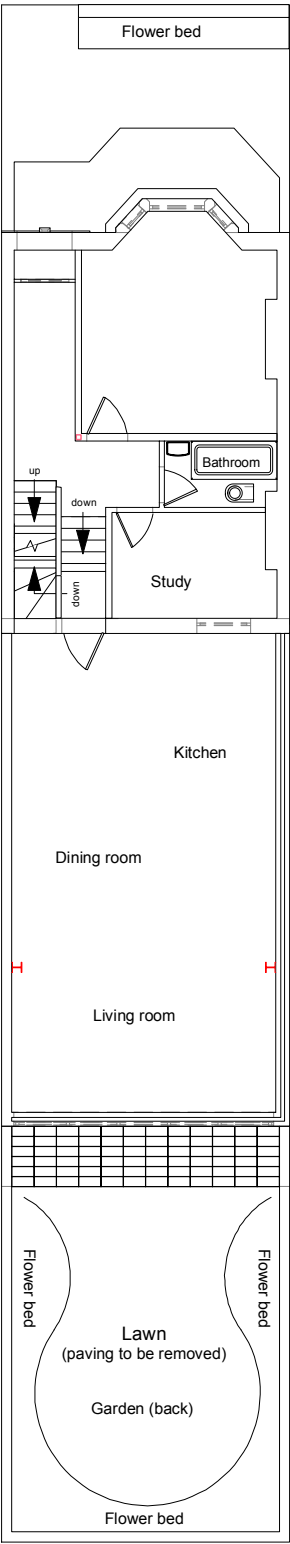 Flower bed
Bathroom
up
down
Study
down
Kitchen
Dining room
Living room
Flower bed
Flower bed
Lawn
(paving to be removed)
Garden (back)
Flower bed